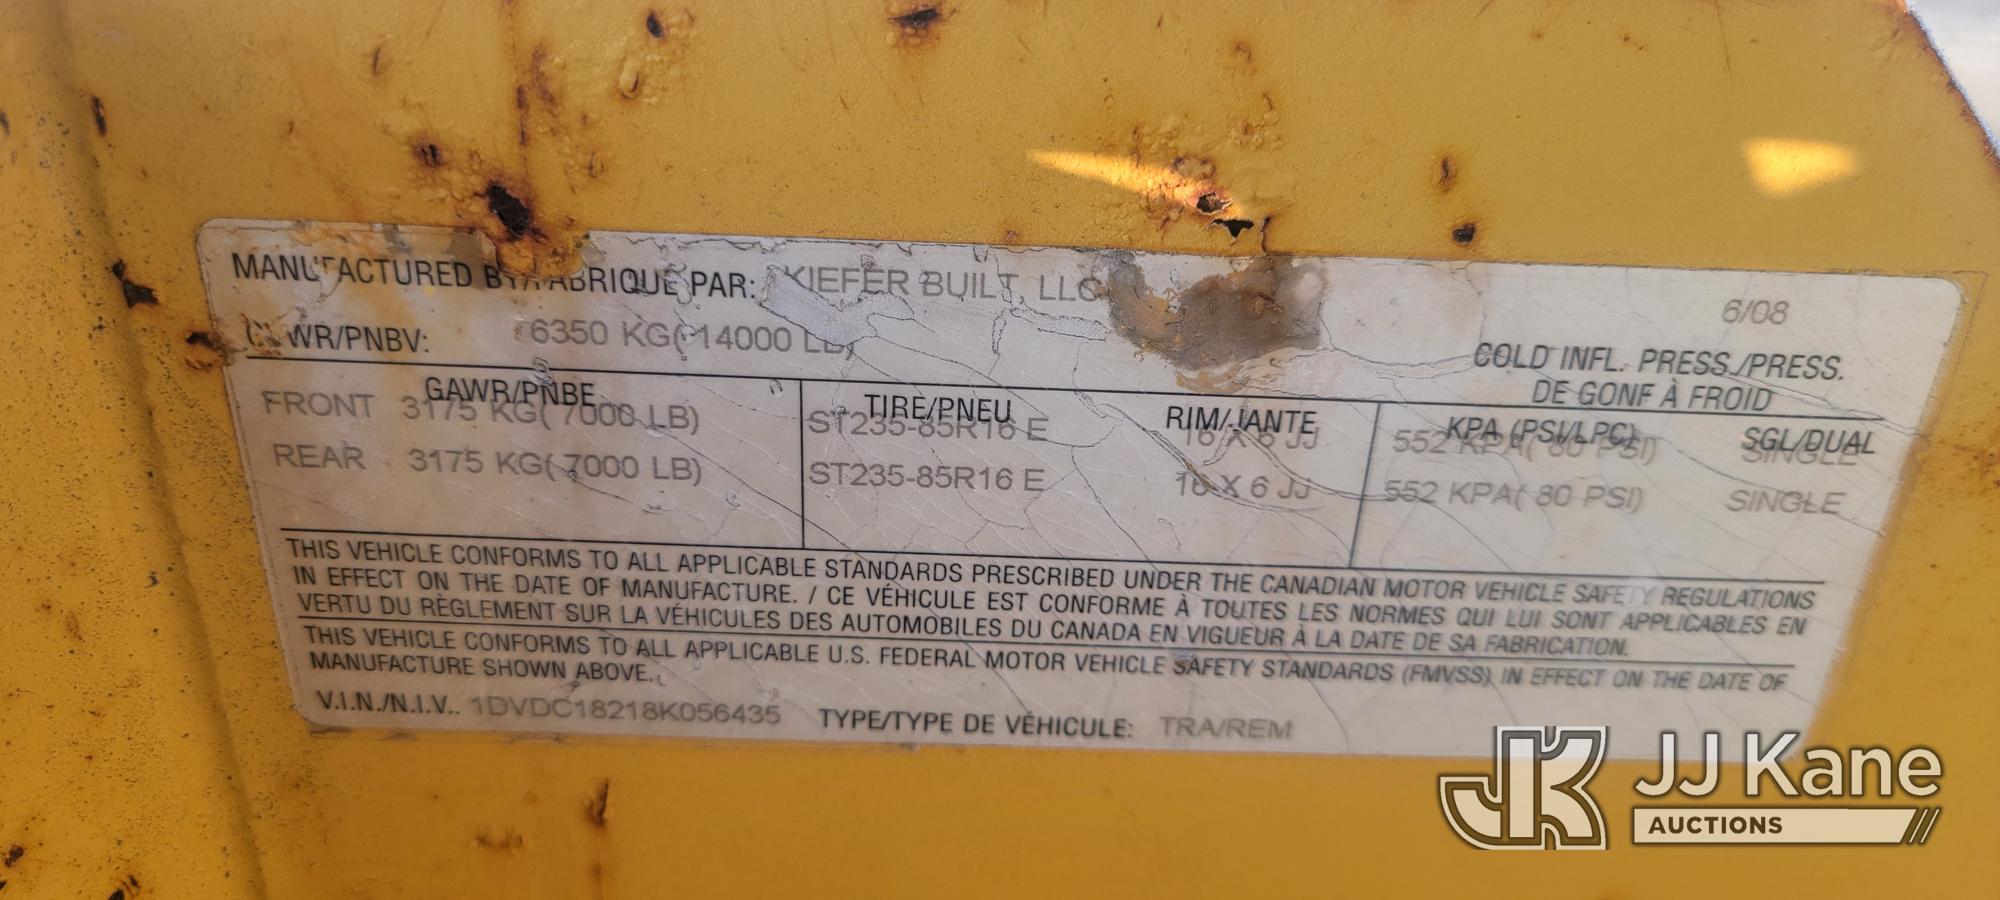 MANUFACTURED BY/FABRIQUÉ PAR: KIEFER BUILT, LLC
6/08
GVWR/PNBV: 6350 KG( 14000 LB)
COLD INFL. PRESS./PRESS.
DE GONF À FROID
GAWR/PNBE TIRE/PNEU RIM/JANTE KPA (PSI/LPC) SGL/DUAL
FRONT 3175 KG( 7000 LB) ST235-85R16 E 16 X 6 JJ 552 KPA( 80 PSI) SINGLE
REAR 3175 KG( 7000 LB) ST235-85R16 E 16 X 6 JJ 552 KPA( 80 PSI) SINGLE
THIS VEHICLE CONFORMS TO ALL APPLICABLE STANDARDS PRESCRIBED UNDER THE CANADIAN MOTOR VEHICLE SAFETY REGULATIONS
IN EFFECT ON THE DATE OF MANUFACTURE. / CE VÉHICULE EST CONFORME À TOUTES LES NORMES QUI LUI SONT APPLICABLES EN
VERTU DU RÈGLEMENT SUR LA VÉHICULES DES AUTOMOBILES DU CANADA EN VIGUEUR À LA DATE DE SA FABRICATION.
THIS VEHICLE CONFORMS TO ALL APPLICABLE U.S. FEDERAL MOTOR VEHICLE SAFETY STANDARDS (FMVSS) IN EFFECT ON THE DATE OF
MANUFACTURE SHOWN ABOVE.
V.I.N./N.I.V.. 1DVDC18218K056435 TYPE/TYPE DE VÉHICULE: TRA/REM
JK JJ Kane
AUCTIONS